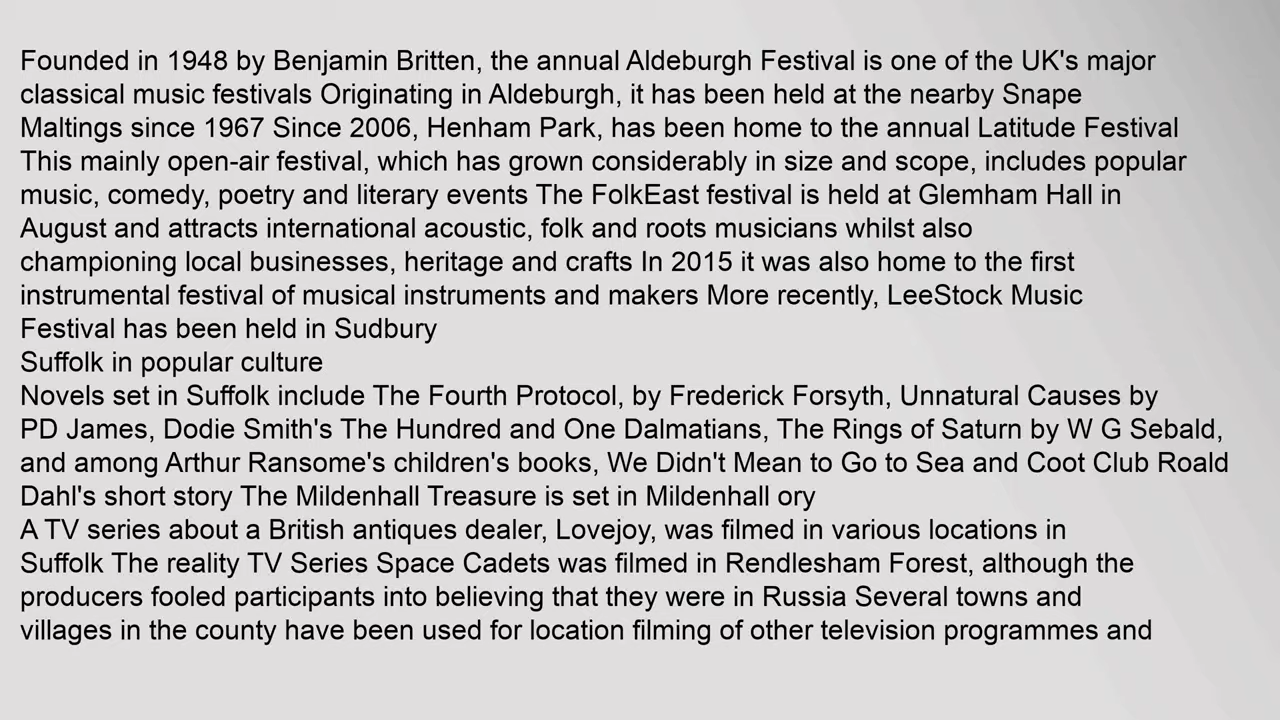 Founded in 1948 by Benjamin Britten, the annual Aldeburgh Festival is one of the UK's major
classical music festivals Originating in Aldeburgh, it has been held at the nearby Snape
Maltings since 1967 Since 2006, Henham Park, has been home to the annual Latitude Festival
This mainly open-air festival, which has grown considerably in size and scope, includes popular
music, comedy, poetry and literary events The FolkEast festival is held at Glemham Hall in
August and attracts international acoustic, folk and roots musicians whilst also
championing local businesses, heritage and crafts In 2015 it was also home to the first
instrumental festival of musical instruments and makers More recently, LeeStock Music
Festival has been held in Sudbury
Suffolk in popular culture
Novels set in Suffolk include The Fourth Protocol, by Frederick Forsyth, Unnatural Causes by
PD James, Dodie Smith's The Hundred and One Dalmatians, The Rings of Saturn by W G Sebald,
and among Arthur Ransome's children's books, We Didn't Mean to Go to Sea and Coot Club Roald
Dahl's short story The Mildenhall Treasure is set in Mildenhall ory
A TV series about a British antiques dealer, Lovejoy, was filmed in various locations in
Suffolk The reality TV Series Space Cadets was filmed in Rendlesham Forest, although the
producers fooled participants into believing that they were in Russia Several towns and
villages in the county have been used for location filming of other television programmes and